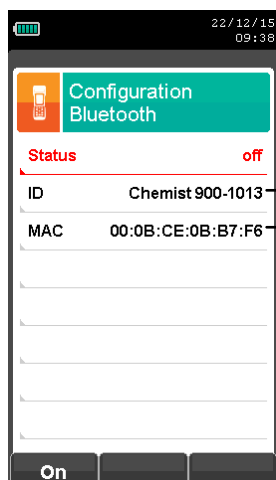 22/12/15
09:38
Configuration
Bluetooth
Status off
ID Chemist 900-1013
MAC 00:0B:CE:0B:B7:F6
On